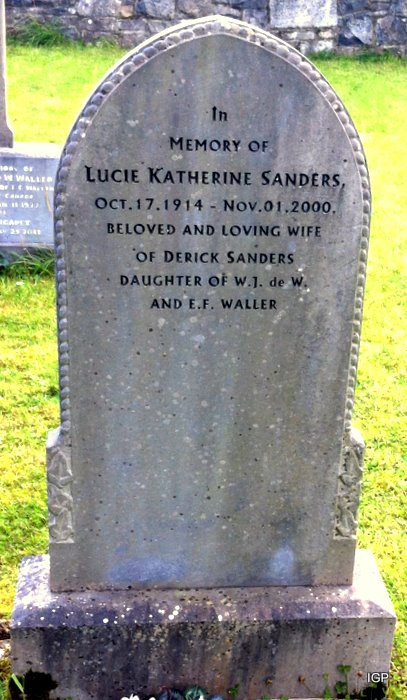 In
MEMORY OF
LUCIE KATHERINE SANDERS,
OCT.17.1914 - NOV.01.2000.
BELOVED AND LOVING WIFE
OF DERICK SANDERS
DAUGHTER OF W.J. de W.
AND E.F. WALLER
W WALLER
IGP